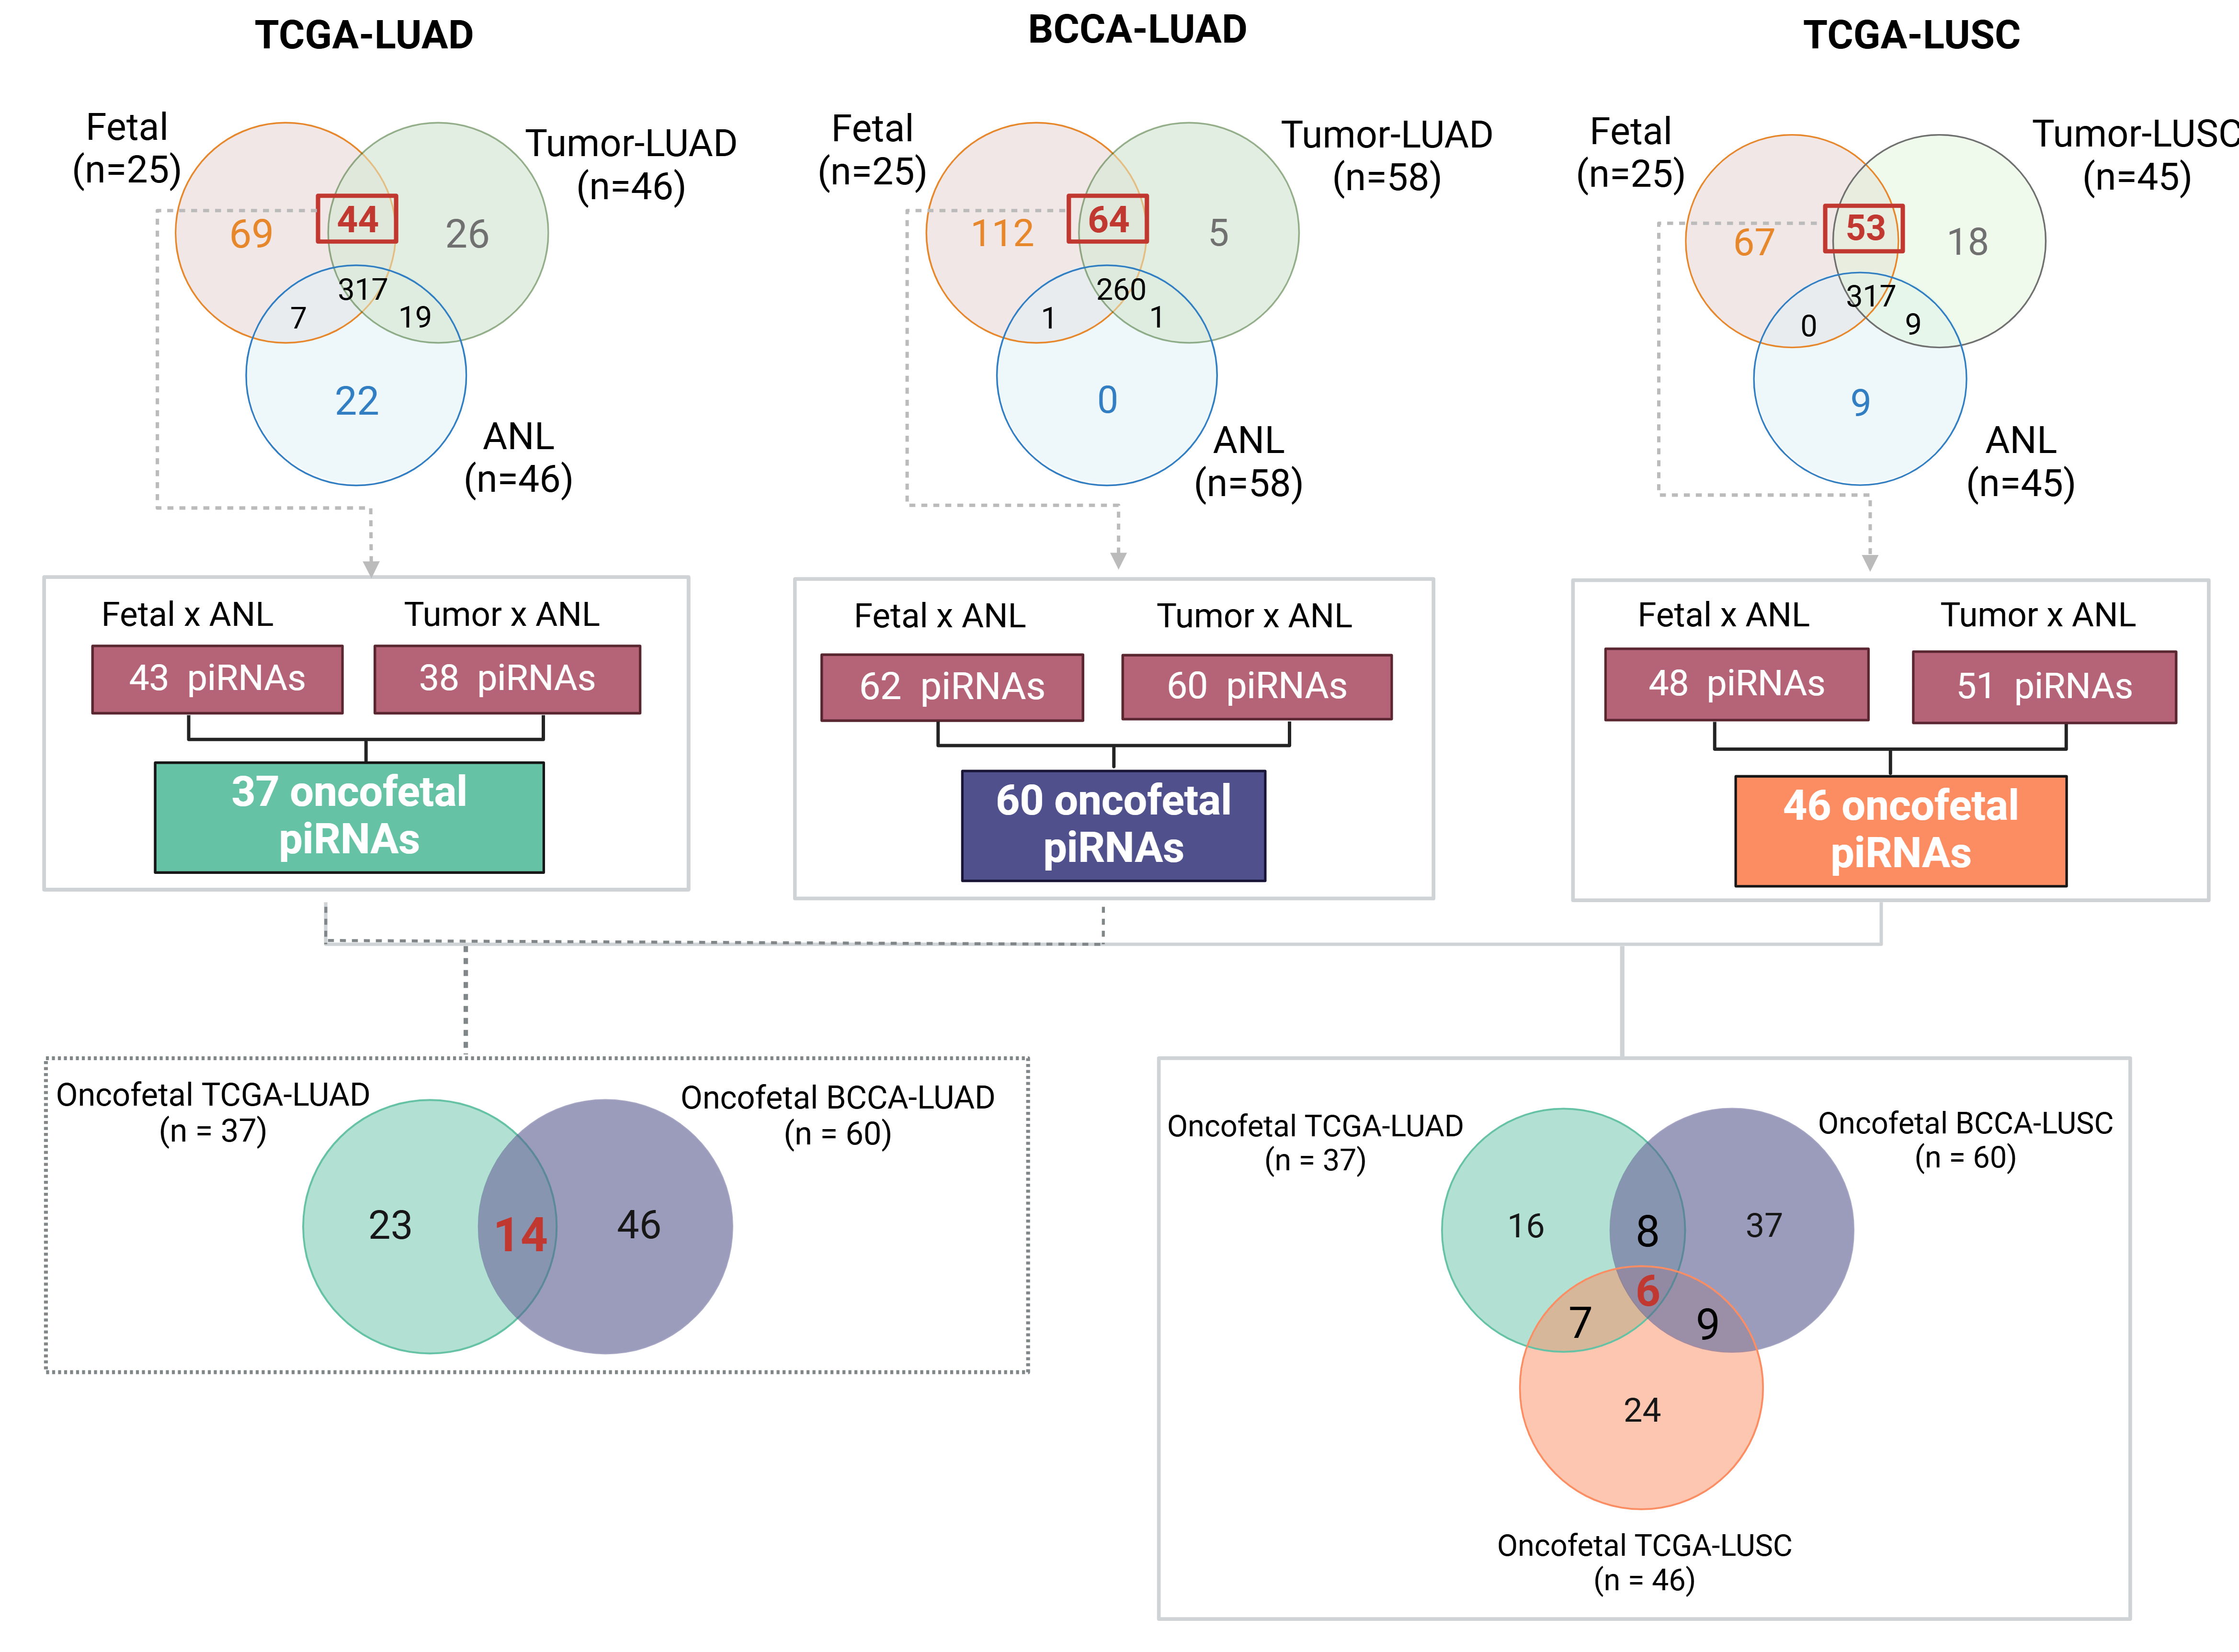 TCGA-LUAD
Fetal
(n=25)
Tumor-LUAD
(n=46)
69
44
26
317
7
19
22
ANL
(n=46)
BCCA-LUAD
Fetal
(n=25)
Tumor-LUAD
(n=58)
112
64
5
260
1
1
0
ANL
(n=58)
TCGA-LUSC
Fetal
(n=25)
Tumor-LUSC
(n=45)
67
53
18
317
0
9
9
ANL
(n=45)
Fetal x ANL
Tumor x ANL
43 piRNAs
38 piRNAs
37 oncofetal
piRNAs
Fetal x ANL
Tumor x ANL
62 piRNAs
60 piRNAs
60 oncofetal
piRNAs
Fetal x ANL
Tumor x ANL
48 piRNAs
51 piRNAs
46 oncofetal
piRNAs
Oncofetal TCGA-LUAD
(n = 37)
Oncofetal BCCA-LUAD
(n = 60)
23
14
46
Oncofetal TCGA-LUAD
(n = 37)
Oncofetal BCCA-LUSC
(n = 60)
16
8
37
6
7
9
24
Oncofetal TCGA-LUSC
(n = 46)